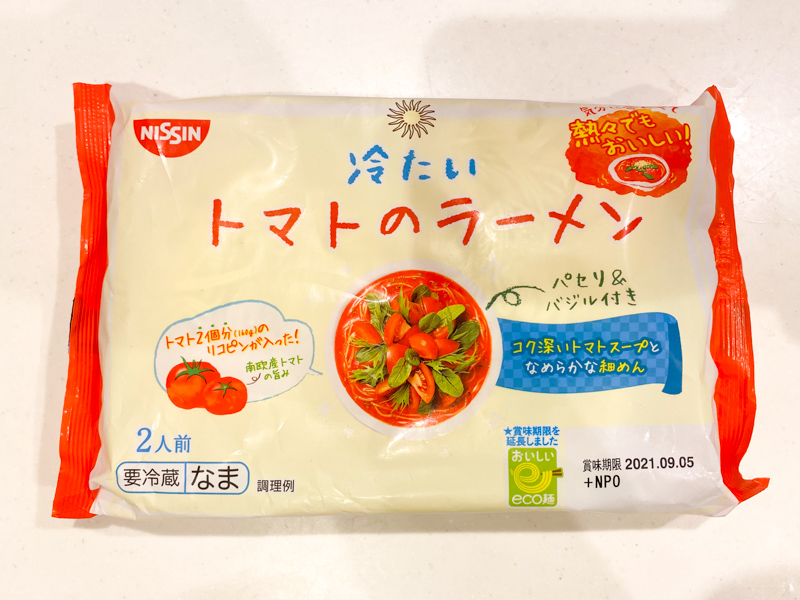 NISSIN
冷たい
トマトのラーメン
熱々でも
おいしい!
パセリ&
バジル付き
コク深いトマトスープと
なめらかな細めん
トマト2個分(160g)の
リコピンが入った!
南欧産トマト
の旨み
2人前
要冷蔵 なま
調理例
★賞味期限を
延長しました
おいしい
eco麺
賞味期限 2021.09.05
+NPO